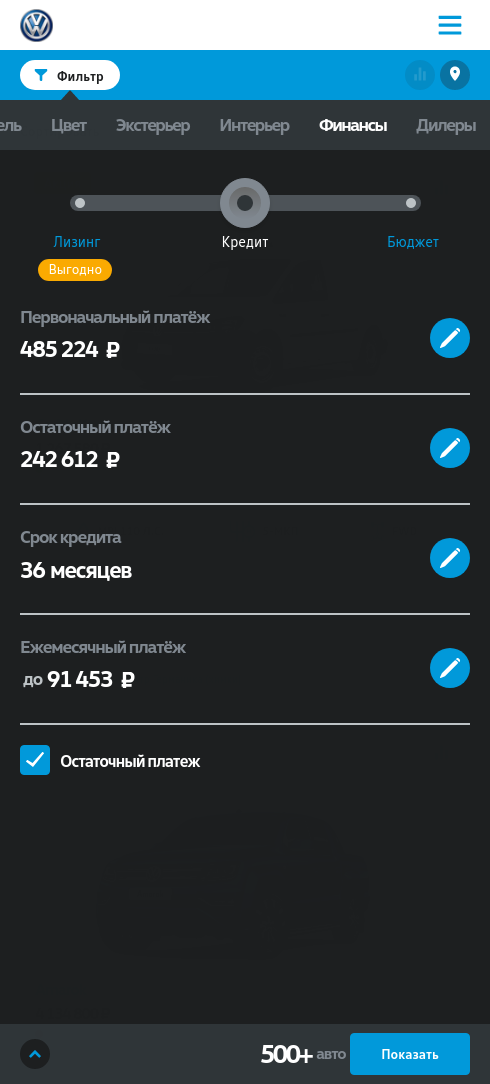 Фильтр
ель Цвет Экстерьер Интерьер Финансы Дилеры
Лизинг Кредит Бюджет
Выгодно
Первоначальный платёж
485 224 ₽
Остаточный платёж
242 612 ₽
Срок кредита
36 месяцев
Ежемесячный платёж
до 91 453 ₽
Остаточный платеж
500+ авто Показать